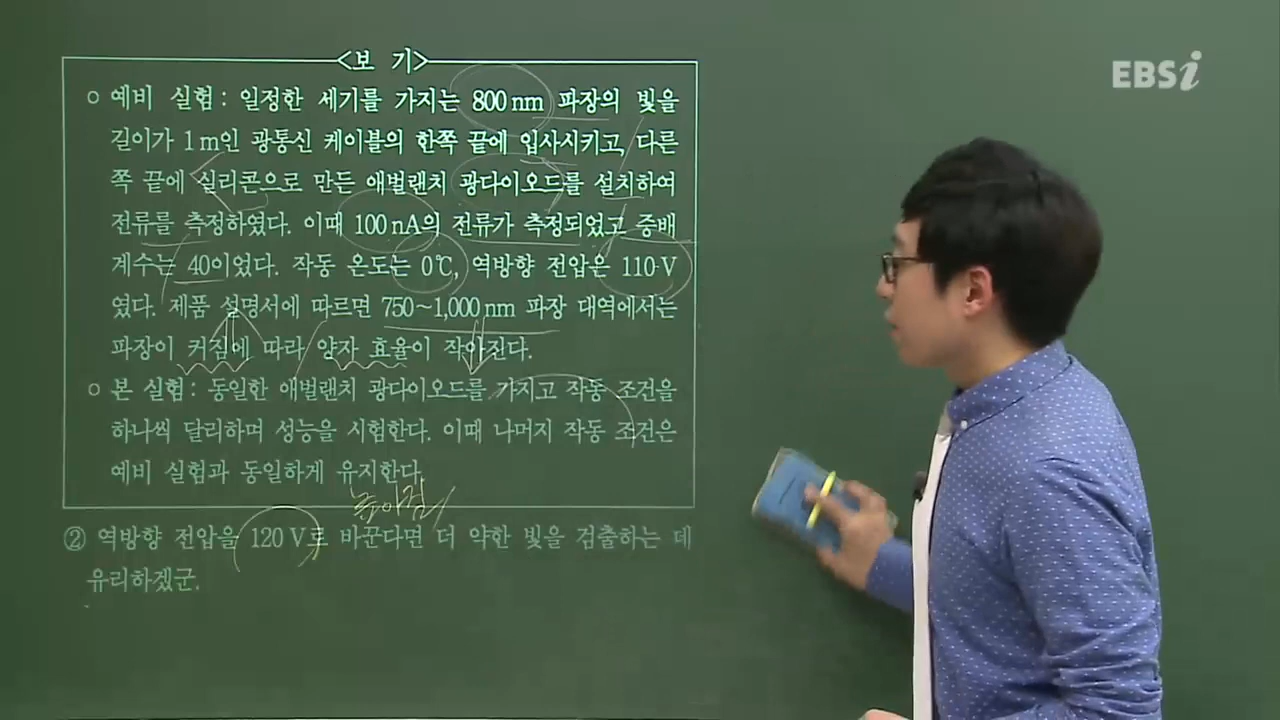 <보 기>
EBSi
○ 예비 실험 : 일정한 세기를 가지는 800 nm 파장의 빛을
길이가 1 m인 광통신 케이블의 한쪽 끝에 입사시키고, 다른
쪽 끝에 실리콘으로 만든 애벌랜치 광다이오드를 설치하여
전류를 측정하였다. 이때 100 nA의 전류가 측정되었고 증배
계수는 40이었다. 작동 온도는 0℃, 역방향 전압은 110 V
였다. 제품 설명서에 따르면 750~1,000 nm 파장 대역에서는
파장이 커짐에 따라 양자 효율이 작아진다.
○ 본 실험 : 동일한 애벌랜치 광다이오드를 가지고 작동 조건을
하나씩 달리하며 성능을 시험한다. 이때 나머지 작동 조건은
예비 실험과 동일하게 유지한다.
높아짐
② 역방향 전압을 120 V로 바꾼다면 더 약한 빛을 검출하는 데
유리하겠군.